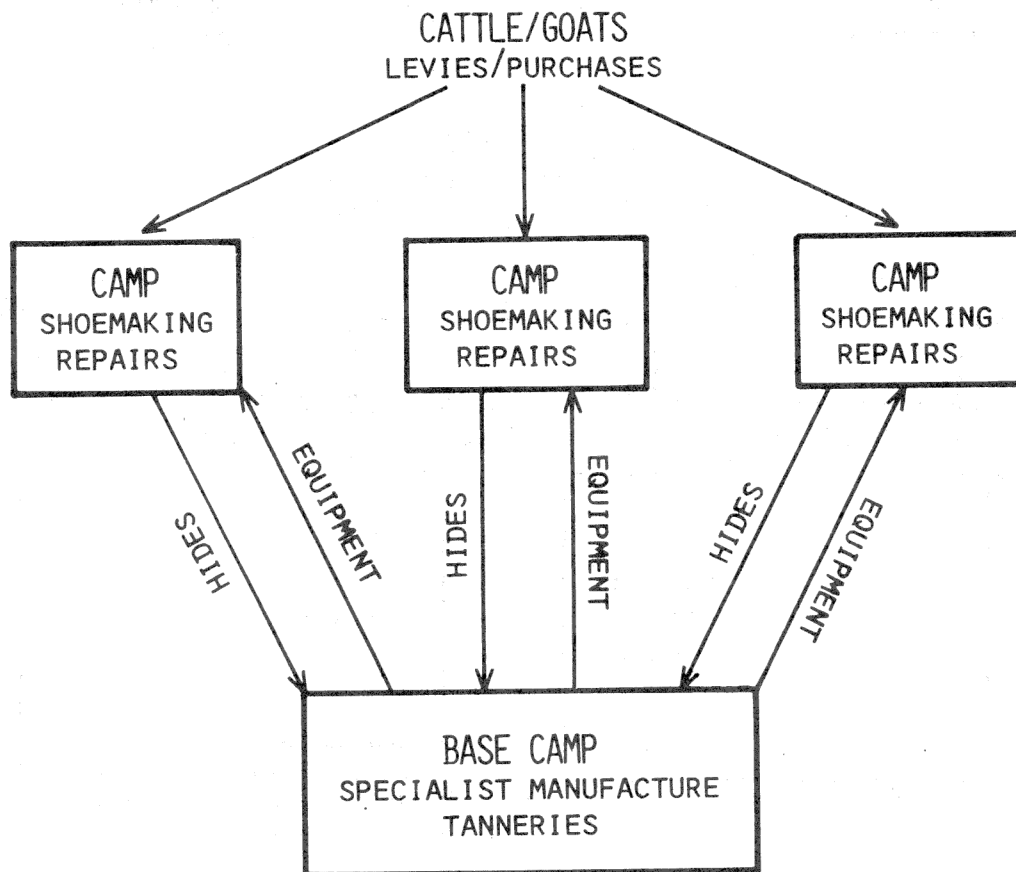 CATTLE/GOATS
LEVIES/PURCHASES
CAMP
SHOEMAKING
REPAIRS
CAMP
SHOEMAKING
REPAIRS
CAMP
SHOEMAKING
REPAIRS
HIDES
EQUIPMENT
HIDES
EQUIPMENT
HIDES
EQUIPMENT
BASE CAMP
SPECIALIST MANUFACTURE
TANNERIES